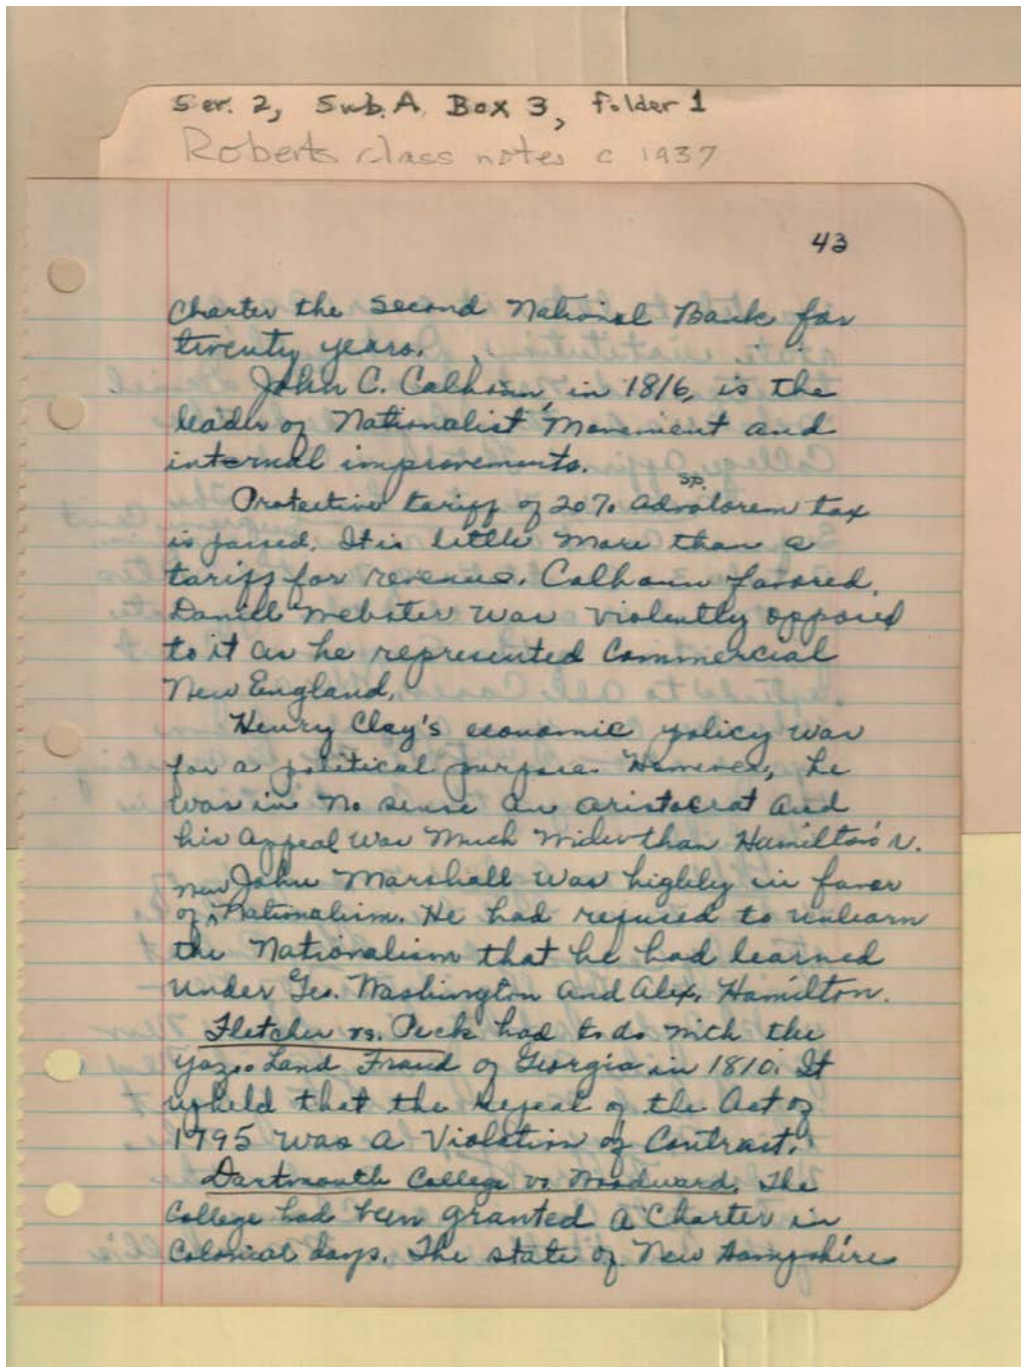 Ser. 2, Sub. A, Box 3, Folder 1
Roberts class notes c 1937
43
Charter the Second National Bank for
twenty years.
John C. Calhoun, in 1816, is the
leader of Nationalist Movement and
internal improvements.
sp.
Protective tariff of 20% advalorem tax
is passed. It is little more than a
tariff for revenue. Calhoun favored.
Daniel Webster was violently opposed
to it as he represented Commercial
New England.
Henry Clay's economic policy was
for a political purpose. However, he
was in no sense an aristocrat and
his appeal was much wider than Hamilton's.
John Marshall was highly in favor
new
of ^ Nationalism. He had refused to unlearn
the Nationalism that he had learned
under Geo. Washington and Alex. Hamilton.
Fletcher vs. Peck had to do with the
Yazoo Land Fraud of Georgia in 1810. It
upheld that the repeal of the Act of
1795 was a Violation of Contract.
Dartmouth College vs. Woodward. The
College had been granted a Charter in
Colonial days. The state of New Hampshire